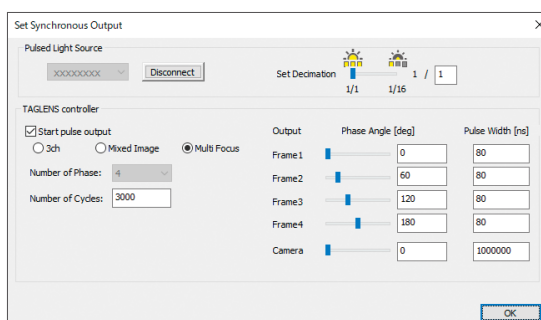 Set Synchronous Output
Pulsed Light Source
xxxxxxxx
Disconnect
Set Decimation
1 / 1
1/1 1/16
TAGLENS controller
Start pulse output
3ch Mixed Image Multi Focus
Number of Phase: 4
Number of Cycles: 3000
Output Phase Angle [deg] Pulse Width [ns]
Frame1 0 80
Frame2 60 80
Frame3 120 80
Frame4 180 80
Camera 0 1000000
OK